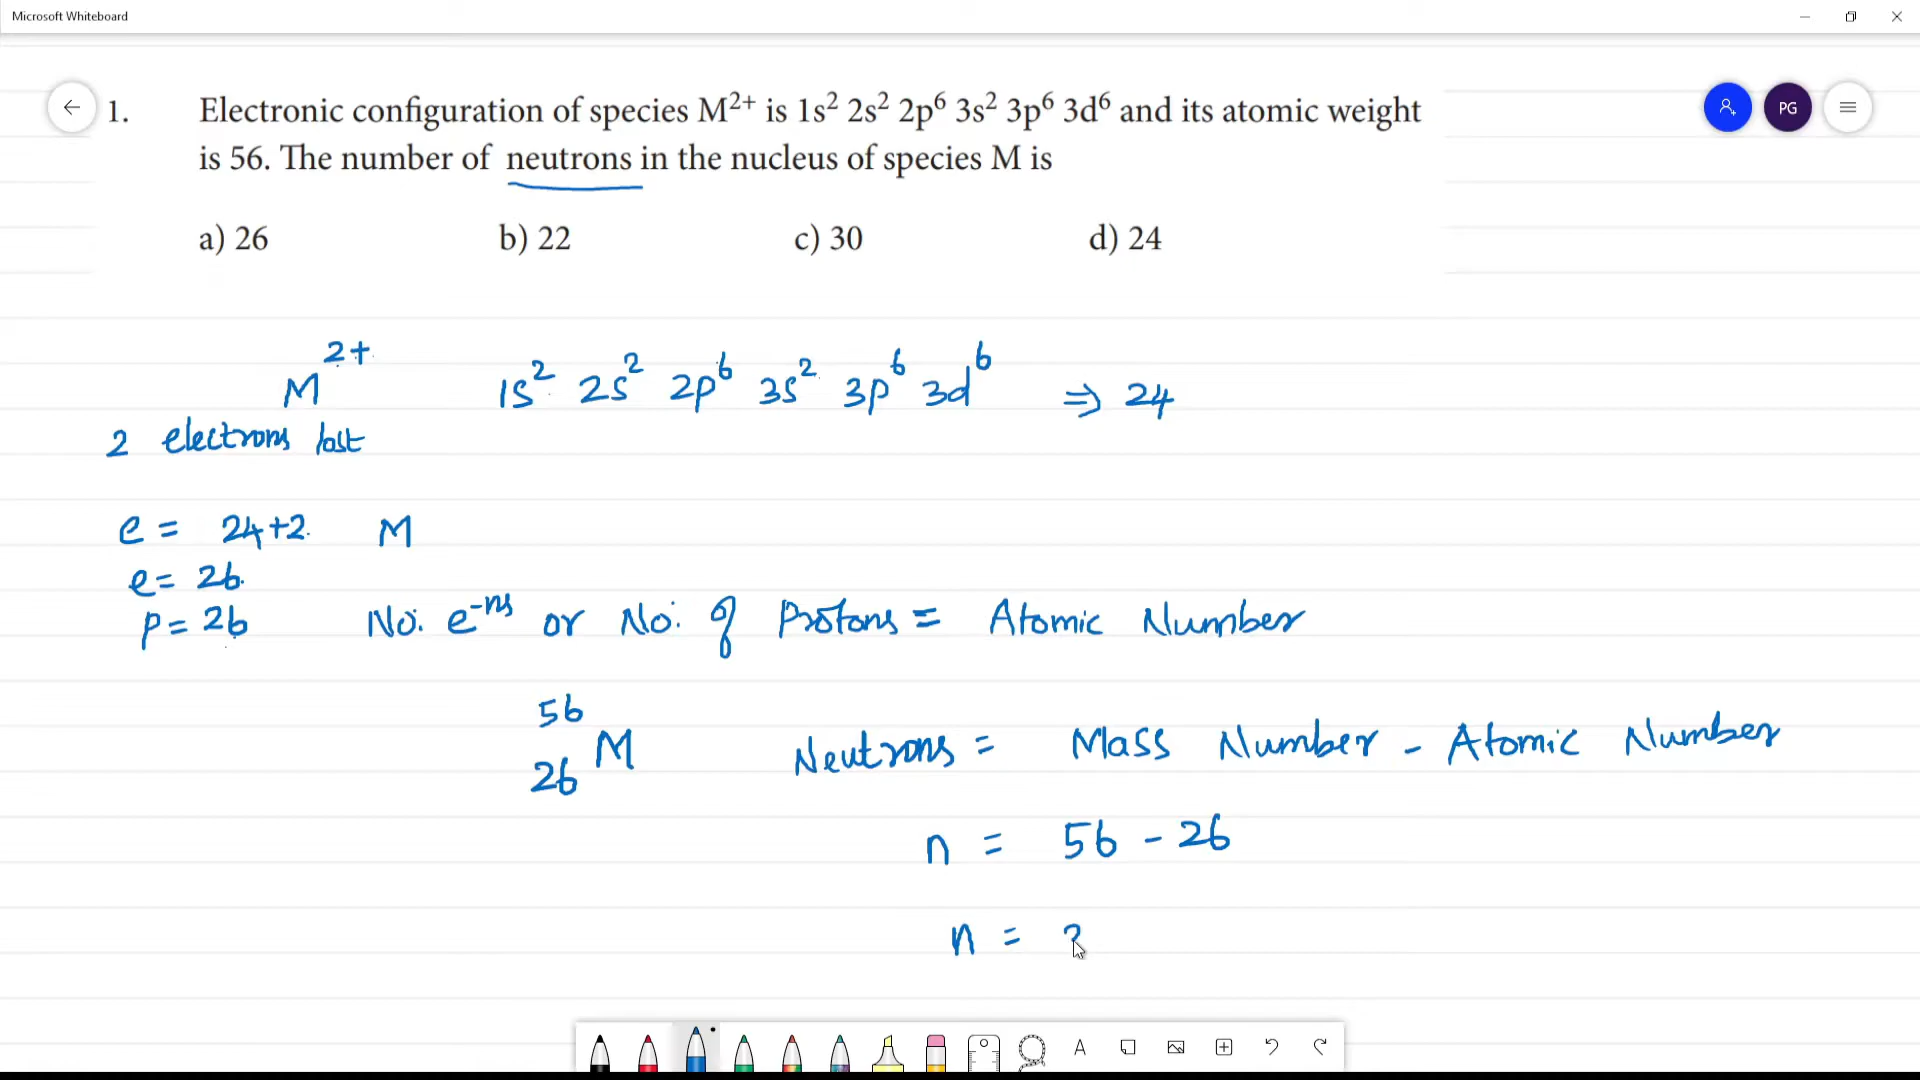 Microsoft Whiteboard
PG
1. Electronic configuration of species M²⁺ is 1s² 2s² 2p⁶ 3s² 3p⁶ 3d⁶ and its atomic weight
is 56. The number of neutrons in the nucleus of species M is
a) 26 b) 22 c) 30 d) 24
M²⁺ 1s² 2s² 2p⁶ 3s² 3p⁶ 3d⁶ ⇒ 24
2 electrons lost
e = 24+2. M
e = 26.
p = 26 No: e⁻ⁿˢ or No: of Protons = Atomic Number
56
26 M Neutrons = Mass Number - Atomic Number
n = 56 - 26
n =
A